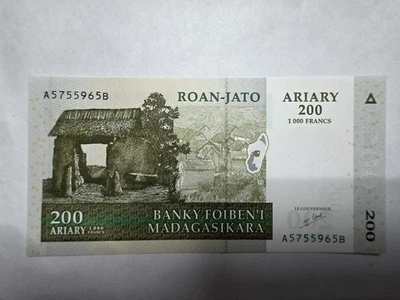 A5755965B
ROAN-JATO
ARIARY
200
1 000 FRANCS
200
ARIARY 1 000 FRANCS
BANKY FOIBEN'I
MADAGASIKARA
LE GOUVERNEUR
A5755965B
200